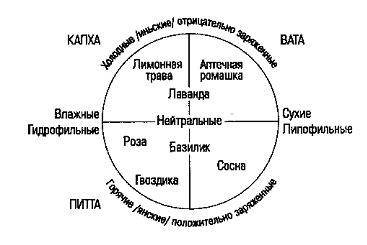 Холодные /иньские/ отрицательно заряженные
КАПХА
ВАТА
Лимонная
трава
Аптечная
ромашка
Лаванда
Влажные
Гидрофильные
Нейтральные
Сухие
Липофильные
Роза
Базилик
Сосна
Гвоздика
ПИТТА
Горячие /янские/ положительно заряженные